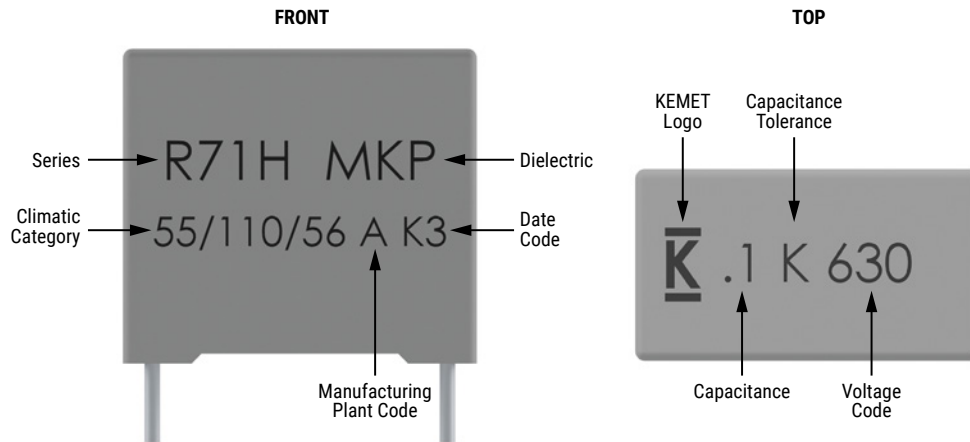 FRONT
TOP
KEMET
Logo
Capacitance
Tolerance
Series
R71H MKP
Dielectric
Climatic
Category
55/110/56 A K3
Date
Code
K .1 K 630
Manufacturing
Plant Code
Capacitance
Voltage
Code